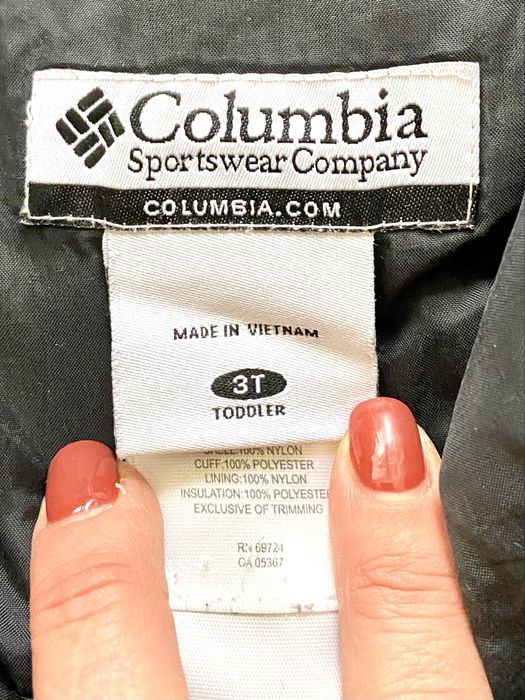 Columbia
Sportswear Company
COLUMBIA.COM
MADE IN VIETNAM
3T
TODDLER
SHELL:100% NYLON
CUFF:100% POLYESTER
LINING:100% NYLON
INSULATION:100% POLYESTER
EXCLUSIVE OF TRIMMING
RN 69724
CA 05367